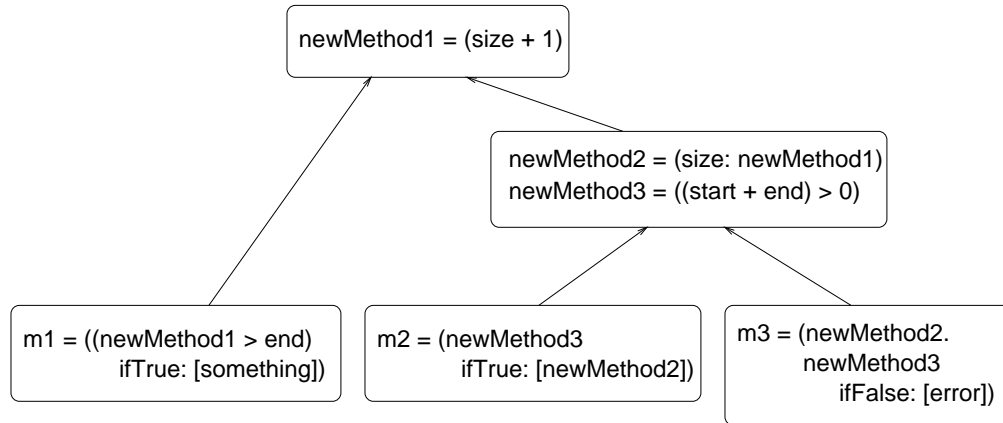 newMethod1 = (size + 1)
newMethod2 = (size: newMethod1)
newMethod3 = ((start + end) > 0)
m1 = ((newMethod1 > end)
ifTrue: [something])
m2 = (newMethod3
ifTrue: [newMethod2])
m3 = (newMethod2.
newMethod3
ifFalse: [error])